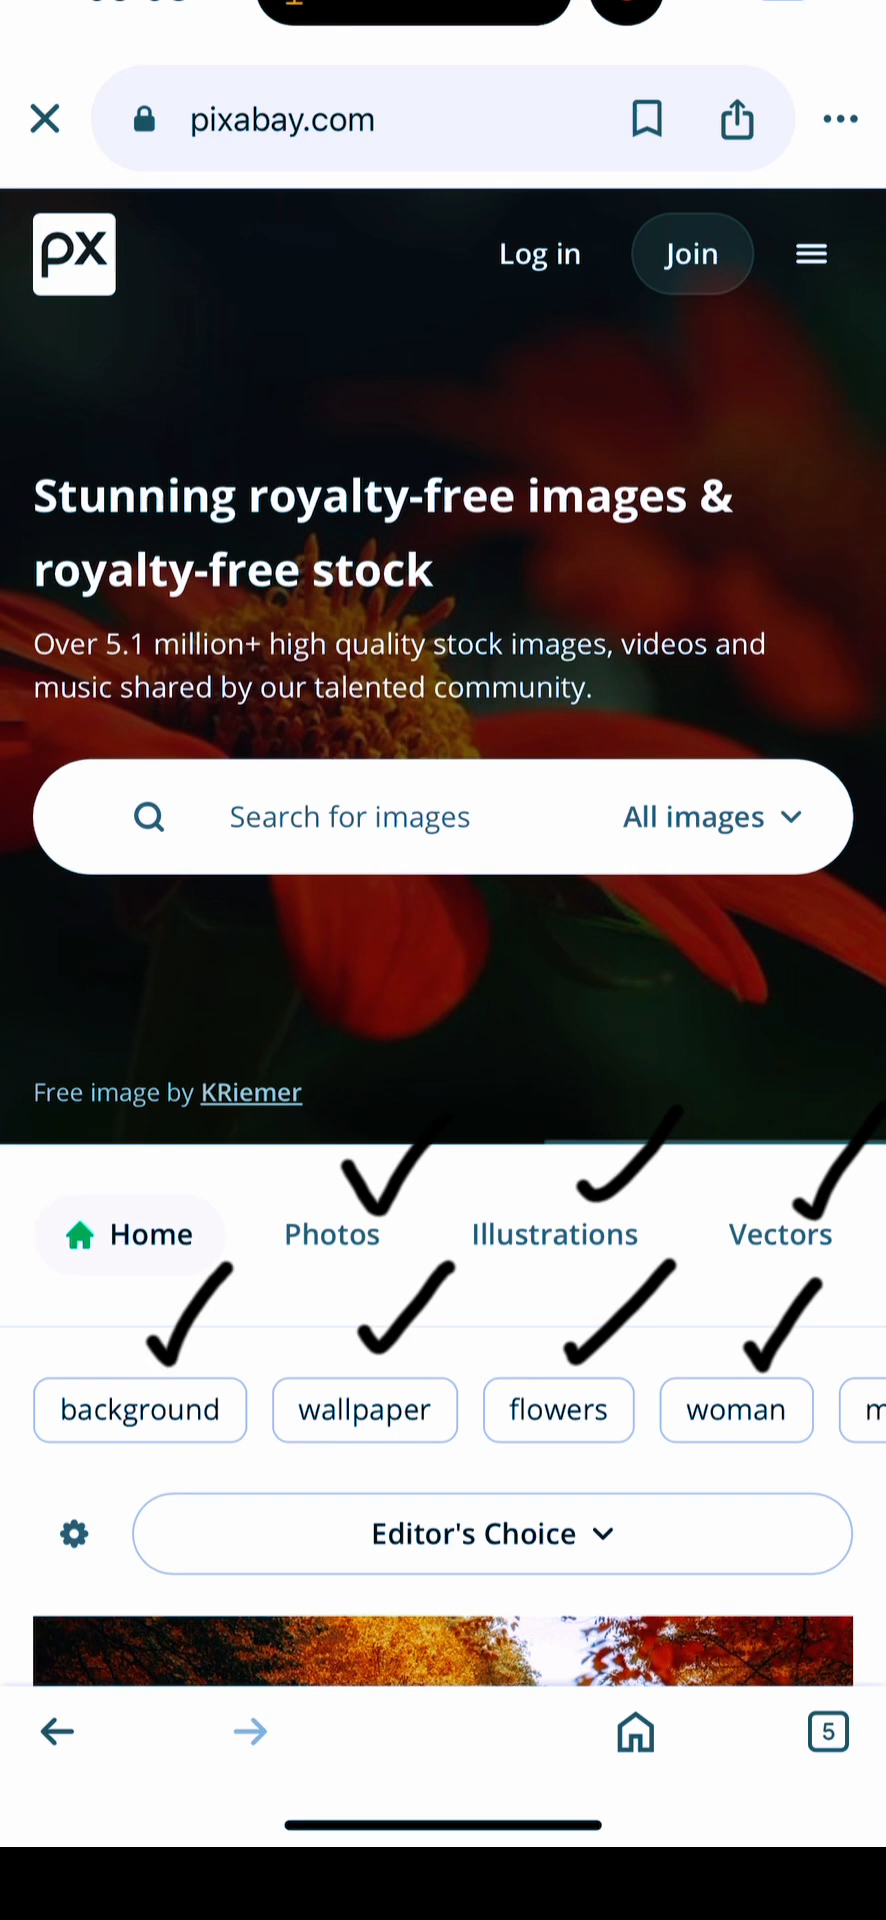 pixabay.com
px
Log in
Join
Stunning royalty-free images &
royalty-free stock
Over 5.1 million+ high quality stock images, videos and
music shared by our talented community.
Search for images
All images
Free image by KRiemer
Home
Photos
Illustrations
Vectors
background
wallpaper
flowers
woman
Editor's Choice
5